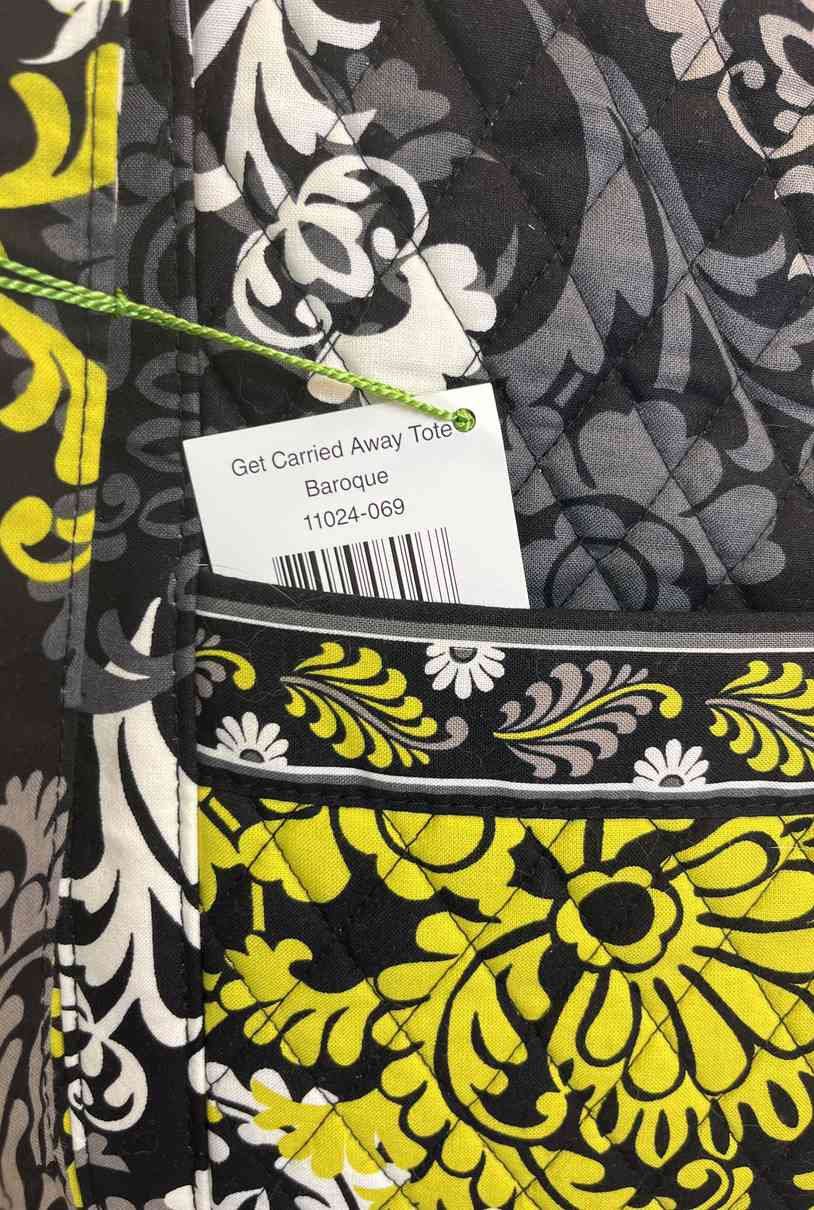 Get Carried Away Tote
Baroque
11024-069